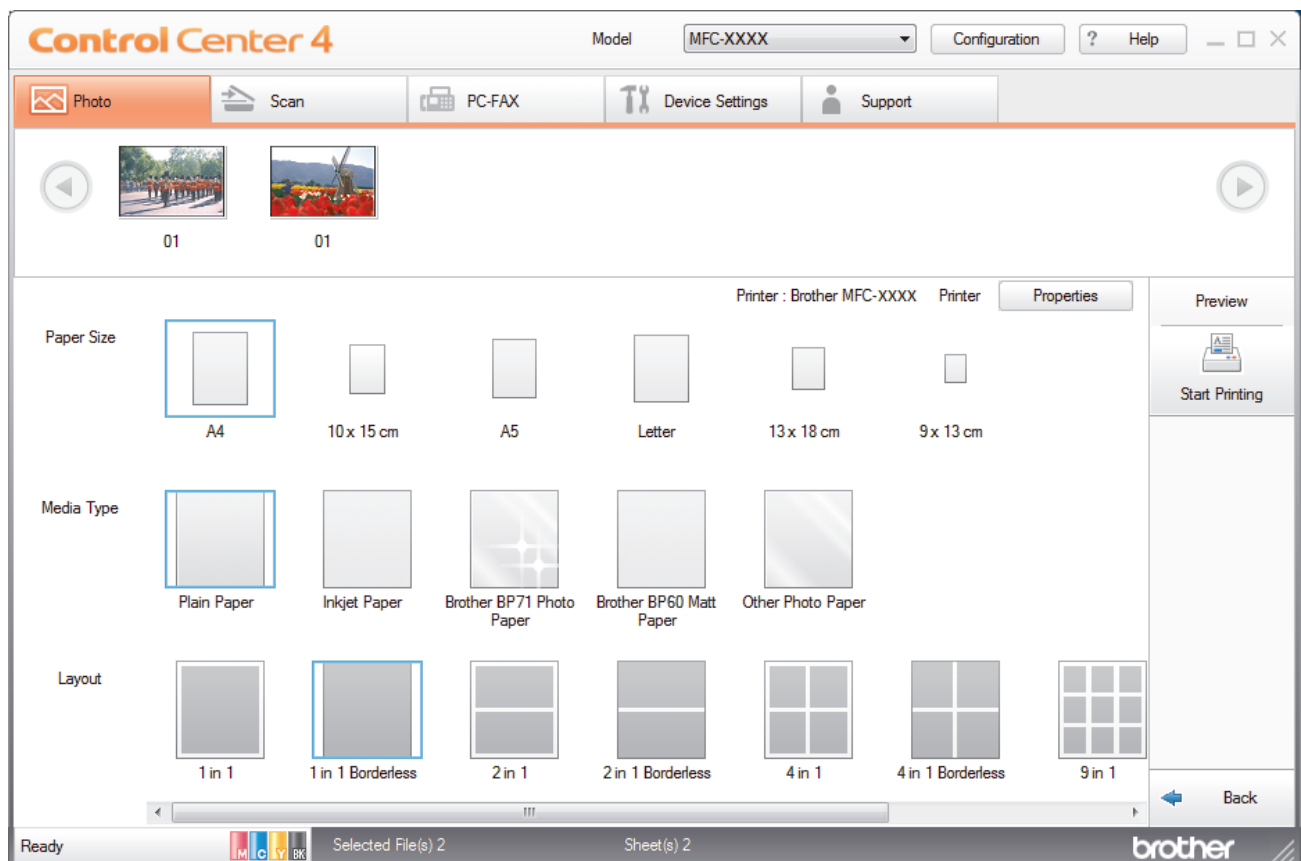 Control Center 4
Model
MFC-XXXX
Configuration
? Help
Photo
Scan
PC-FAX
Device Settings
Support
01
01
Printer : Brother MFC-XXXX
Printer
Properties
Preview
Start Printing
Paper Size
A4
10 x 15 cm
A5
Letter
13 x 18 cm
9 x 13 cm
Media Type
Plain Paper
Inkjet Paper
Brother BP71 Photo
Paper
Brother BP60 Matt
Paper
Other Photo Paper
Layout
1 in 1
1 in 1 Borderless
2 in 1
2 in 1 Borderless
4 in 1
4 in 1 Borderless
9 in 1
Back
Ready
M C Y BK
Selected File(s) 2
Sheet(s) 2
brother